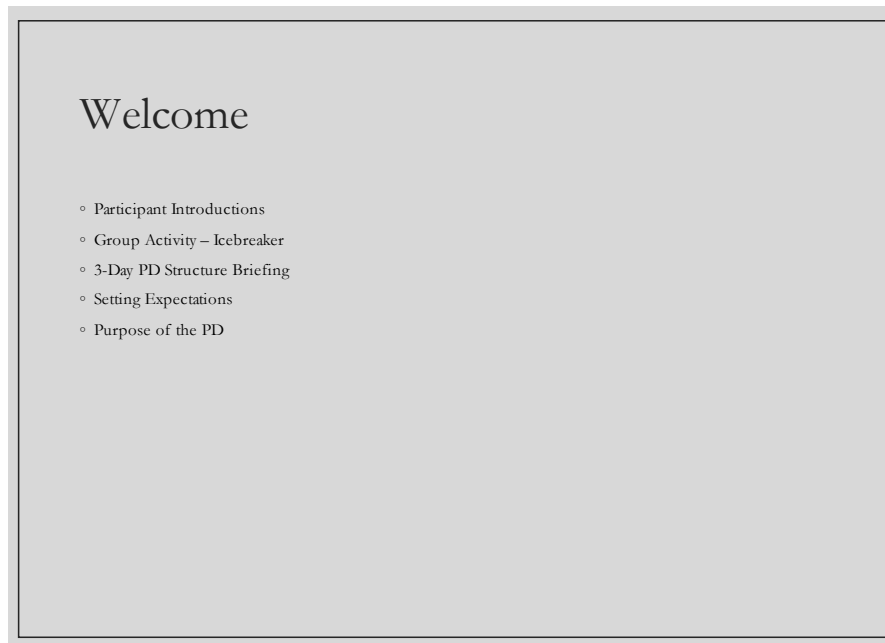 Welcome
◦ Participant Introductions
◦ Group Activity – Icebreaker
◦ 3-Day PD Structure Briefing
◦ Setting Expectations
◦ Purpose of the PD